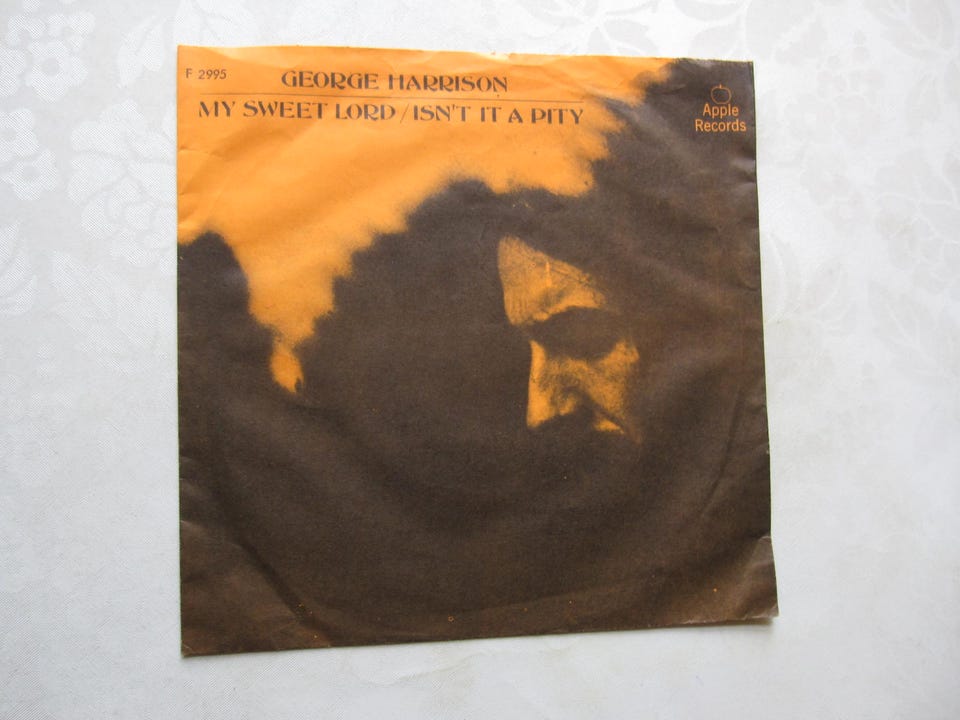 F 2995
GEORGE HARRISON
MY SWEET LORD / ISN'T IT A PITY
Apple
Records